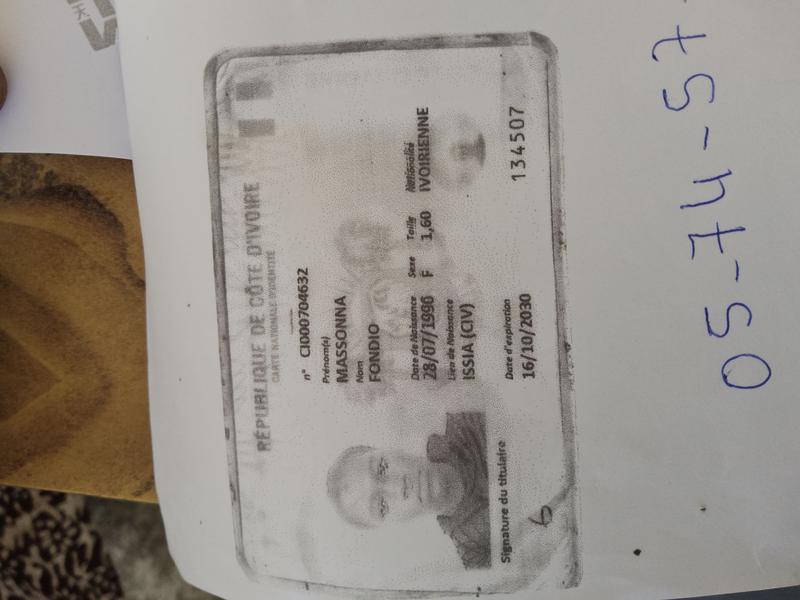 RÉPUBLIQUE DE CÔTE D'IVOIRE
CARTE NATIONALE D'IDENTITÉ
n° CI000704632
Prénom(s)
MASSONNA
Nom
FONDIO
Date de Naissance Sexe Taille Nationalité
28/07/1996 F 1,60 IVOIRIENNE
Lieu de Naissance
ISSIA (CIV)
Date d'expiration
16/10/2030
134507
Signature du titulaire
05-74-57